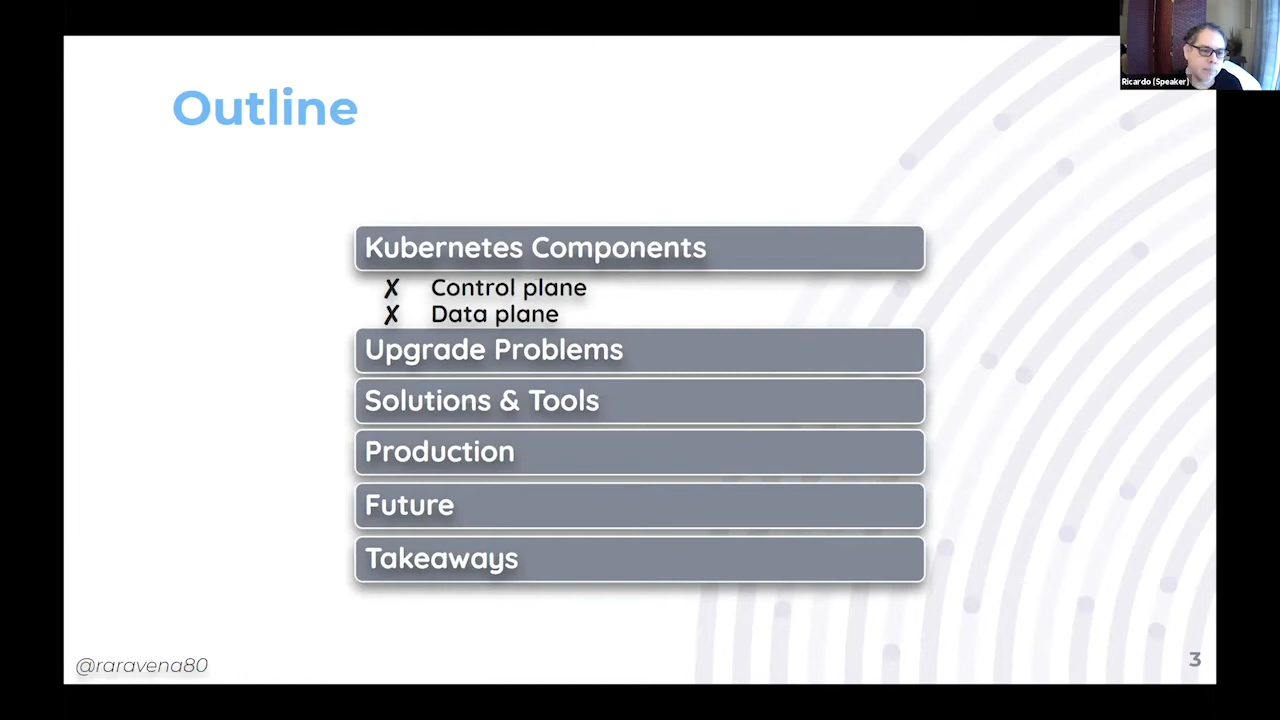 Outline
Ricardo (Speaker)
Kubernetes Components
✗ Control plane
✗ Data plane
Upgrade Problems
Solutions & Tools
Production
Future
Takeaways
@raravena80
3